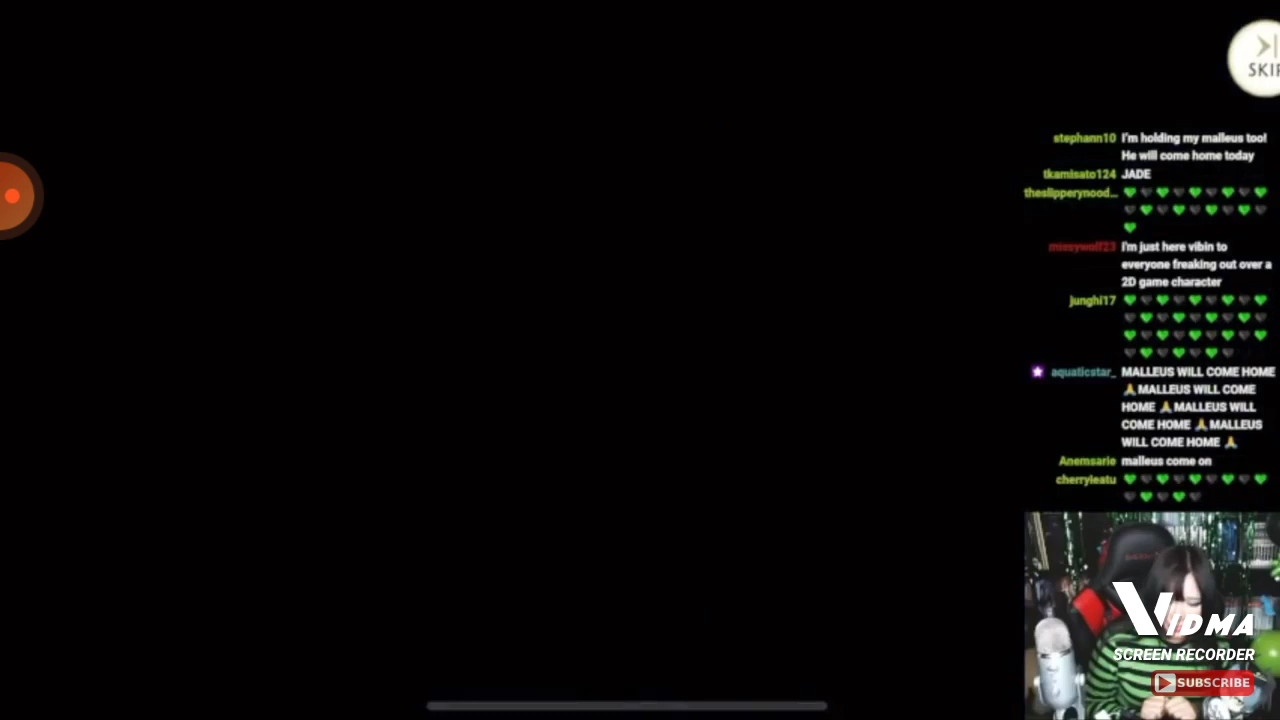 SKIP
stephann10 I'm holding my malleus too!
He will come home today
tkamisato124 JADE
theslipperynood...
missywolf23 I'm just here vibin to
everyone freaking out over a
2D game character
junghi17
aquaticstar_ MALLEUS WILL COME HOME
🙏MALLEUS WILL COME
HOME 🙏MALLEUS WILL
COME HOME 🙏MALLEUS
WILL COME HOME 🙏
Anemsarie malleus come on
cherryleatu
VIDMA
SCREEN RECORDER
SUBSCRIBE